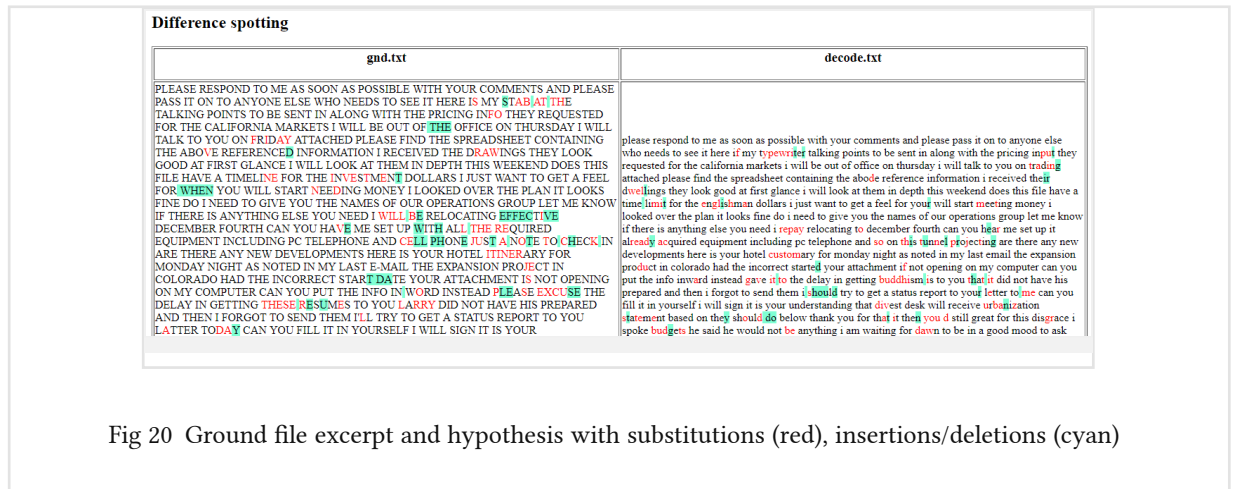 Difference spotting
gnd.txt
decode.txt
PLEASE RESPOND TO ME AS SOON AS POSSIBLE WITH YOUR COMMENTS AND PLEASE
PASS IT ON TO ANYONE ELSE WHO NEEDS TO SEE IT HERE IS MY STAB AT THE
TALKING POINTS TO BE SENT IN ALONG WITH THE PRICING INFO THEY REQUESTED
FOR THE CALIFORNIA MARKETS I WILL BE OUT OF THE OFFICE ON THURSDAY I WILL
TALK TO YOU ON FRIDAY ATTACHED PLEASE FIND THE SPREADSHEET CONTAINING
THE ABOVE REFERENCED INFORMATION I RECEIVED THE DRAWINGS THEY LOOK
GOOD AT FIRST GLANCE I WILL LOOK AT THEM IN DEPTH THIS WEEKEND DOES THIS
FILE HAVE A TIMELINE FOR THE INVESTMENT DOLLARS I JUST WANT TO GET A FEEL
FOR WHEN YOU WILL START NEEDING MONEY I LOOKED OVER THE PLAN IT LOOKS
FINE DO I NEED TO GIVE YOU THE NAMES OF OUR OPERATIONS GROUP LET ME KNOW
IF THERE IS ANYTHING ELSE YOU NEED I WILL BE RELOCATING EFFECTIVE
DECEMBER FOURTH CAN YOU HAVE ME SET UP WITH ALL THE REQUIRED
EQUIPMENT INCLUDING PC TELEPHONE AND CELL PHONE JUST A NOTE TO CHECK IN
ARE THERE ANY NEW DEVELOPMENTS HERE IS YOUR HOTEL ITINERARY FOR
MONDAY NIGHT AS NOTED IN MY LAST E-MAIL THE EXPANSION PROJECT IN
COLORADO HAD THE INCORRECT START DATE YOUR ATTACHMENT IS NOT OPENING
ON MY COMPUTER CAN YOU PUT THE INFO IN WORD INSTEAD PLEASE EXCUSE THE
DELAY IN GETTING THESE RESUMES TO YOU LARRY DID NOT HAVE HIS PREPARED
AND THEN I FORGOT TO SEND THEM I'LL TRY TO GET A STATUS REPORT TO YOU
LATTER TODAY CAN YOU FILL IT IN YOURSELF I WILL SIGN IT IS YOUR
please respond to me as soon as possible with your comments and please pass it on to anyone else
who needs to see it here if my typewriter talking points to be sent in along with the pricing input they
requested for the california markets i will be out of office on thursday i will talk to you on trading
attached please find the spreadsheet containing the abode reference information i received their
dwellings they look good at first glance i will look at them in depth this weekend does this file have a
time limit for the englishman dollars i just want to get a feel for your will start meeting money i
looked over the plan it looks fine do i need to give you the names of our operations group let me know
if there is anything else you need i repay relocating to december fourth can you hear me set up it
already acquired equipment including pc telephone and so on this tunnel projecting are there any new
developments here is your hotel customary for monday night as noted in my last email the expansion
product in colorado had the incorrect started your attachment if not opening on my computer can you
put the info inward instead gave it to the delay in getting buddhism is to you that it did not have his
prepared and then i forgot to send them i should try to get a status report to your letter to me can you
fill it in yourself i will sign it is your understanding that divest desk will receive urbanization
statement based on they should do below thank you for that it then you d still great for this disgrace i
spoke budgets he said he would not be anything i am waiting for dawn to be in a good mood to ask
Fig 20 Ground file excerpt and hypothesis with substitutions (red), insertions/deletions (cyan)